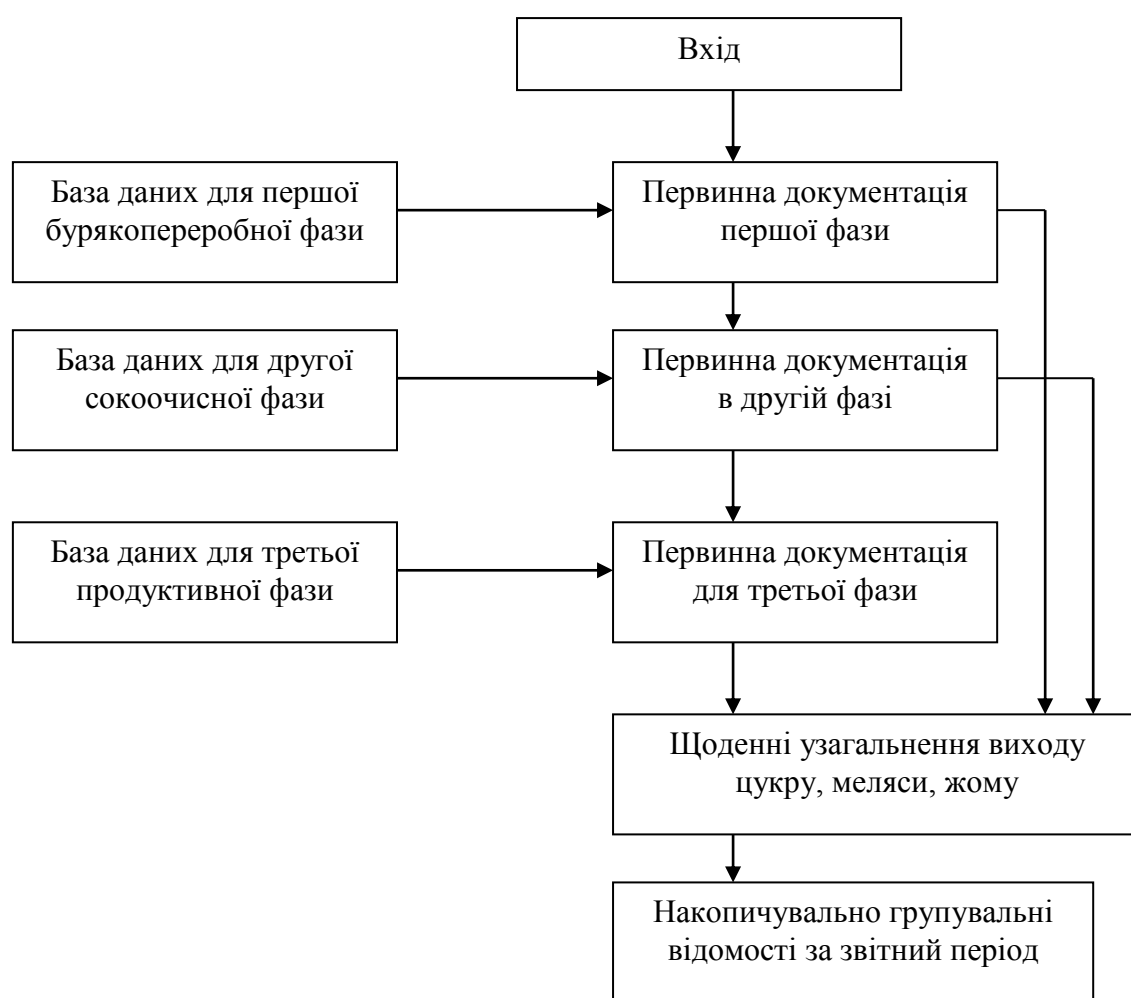 Вхід
База даних для першої
бурякопереробної фази
Первинна документація
першої фази
База даних для другої
сокоочисної фази
Первинна документація
в другій фазі
База даних для третьої
продуктивної фази
Первинна документація
для третьої фази
Щоденні узагальнення виходу
цукру, меляси, жому
Накопичувально групувальні
відомості за звітний період